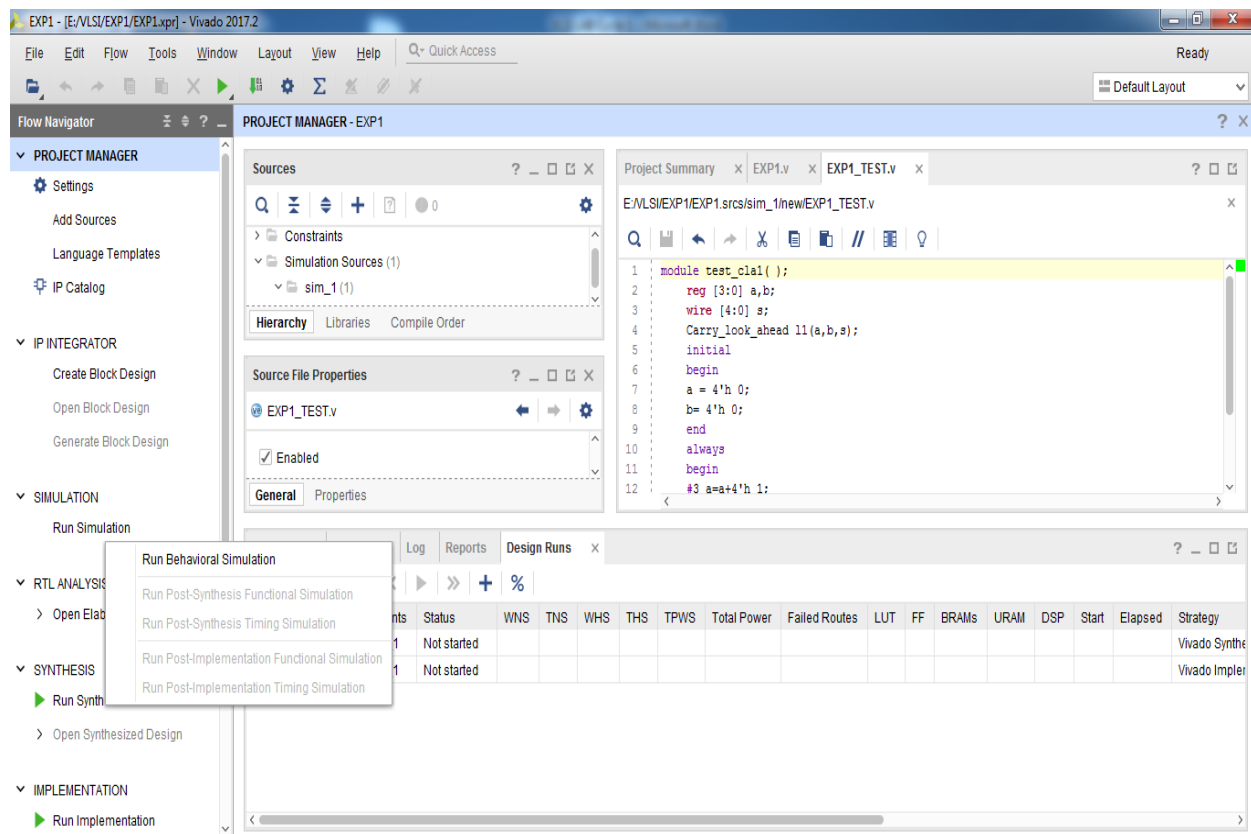 EXP1 - [E:/VLSI/EXP1/EXP1.xpr] - Vivado 2017.2
File Edit Flow Tools Window Layout View Help Quick Access Ready
Default Layout
Flow Navigator
PROJECT MANAGER - EXP1
PROJECT MANAGER
Settings
Add Sources
Language Templates
IP Catalog
IP INTEGRATOR
Create Block Design
Open Block Design
Generate Block Design
SIMULATION
Run Simulation
RTL ANALYSIS
Open Elab
SYNTHESIS
Run Synth
Open Synthesized Design
IMPLEMENTATION
Run Implementation
Run Behavioral Simulation
Run Post-Synthesis Functional Simulation
Run Post-Synthesis Timing Simulation
Run Post-Implementation Functional Simulation
Run Post-Implementation Timing Simulation
Sources
0
Constraints
Simulation Sources (1)
sim_1 (1)
Hierarchy Libraries Compile Order
Source File Properties
EXP1_TEST.v
Enabled
General Properties
Project Summary EXP1.v EXP1_TEST.v
E:/VLSI/EXP1/EXP1.srcs/sim_1/new/EXP1_TEST.v
1 module test_cla1( );
2 reg [3:0] a,b;
3 wire [4:0] s;
4 Carry_look_ahead l1(a,b,s);
5 initial
6 begin
7 a = 4'h 0;
8 b= 4'h 0;
9 end
10 always
11 begin
12 #3 a=a+4'h 1;
Log Reports Design Runs
nts Status WNS TNS WHS THS TPWS Total Power Failed Routes LUT FF BRAMs URAM DSP Start Elapsed Strategy
1 Not started Vivado Synthe
1 Not started Vivado Implem